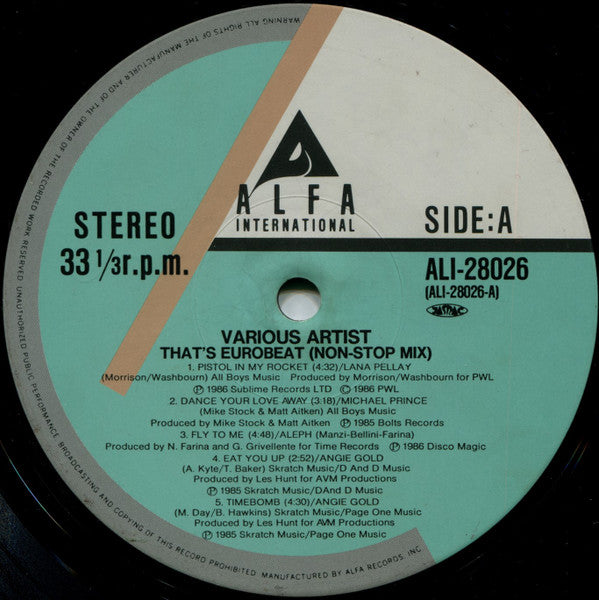 WARNING ALL RIGHTS OF THE MANUFACTURER AND OF THE OWNER OF THE RECORDED WORK RESERVED UNAUTHORIZED PUBLIC PERFORMANCE BROADCASTING AND COPYING OF THIS RECORD PROHIBITED MANUFACTURED BY ALFA RECORDS, INC.
ALFA
INTERNATIONAL
STEREO
33 1/3 r.p.m.
SIDE:A
ALI-28026
(ALI-28026-A)
VARIOUS ARTIST
THAT'S EUROBEAT (NON-STOP MIX)
1. PISTOL IN MY ROCKET (4:32)/LANA PELLAY
(Morrison/Washbourn) All Boys Music Produced by Morrison/Washbourn for PWL
Ⓟ 1986 Sublime Records LTD © 1986 PWL
2. DANCE YOUR LOVE AWAY (3:18)/MICHAEL PRINCE
(Mike Stock & Matt Aitken) All Boys Music
Produced by Mike Stock & Matt Aitken Ⓟ 1985 Bolts Records
3. FLY TO ME (4:48)/ALEPH (Manzi-Bellini-Farina)
Produced by N. Farina and G. Grivellente for Time Records Ⓟ 1986 Disco Magic
4. EAT YOU UP (2:52)/ANGIE GOLD
(A. Kyte/T. Baker) Skratch Music/D And D Music
Produced by Les Hunt for AVM Productions
Ⓟ 1985 Skratch Music/DAnd D Music
5. TIMEBOMB (4:30)/ANGIE GOLD
(M. Day/B. Hawkins) Skratch Music/Page One Music
Produced by Les Hunt for AVM Productions
Ⓟ 1985 Skratch Music/Page One Music